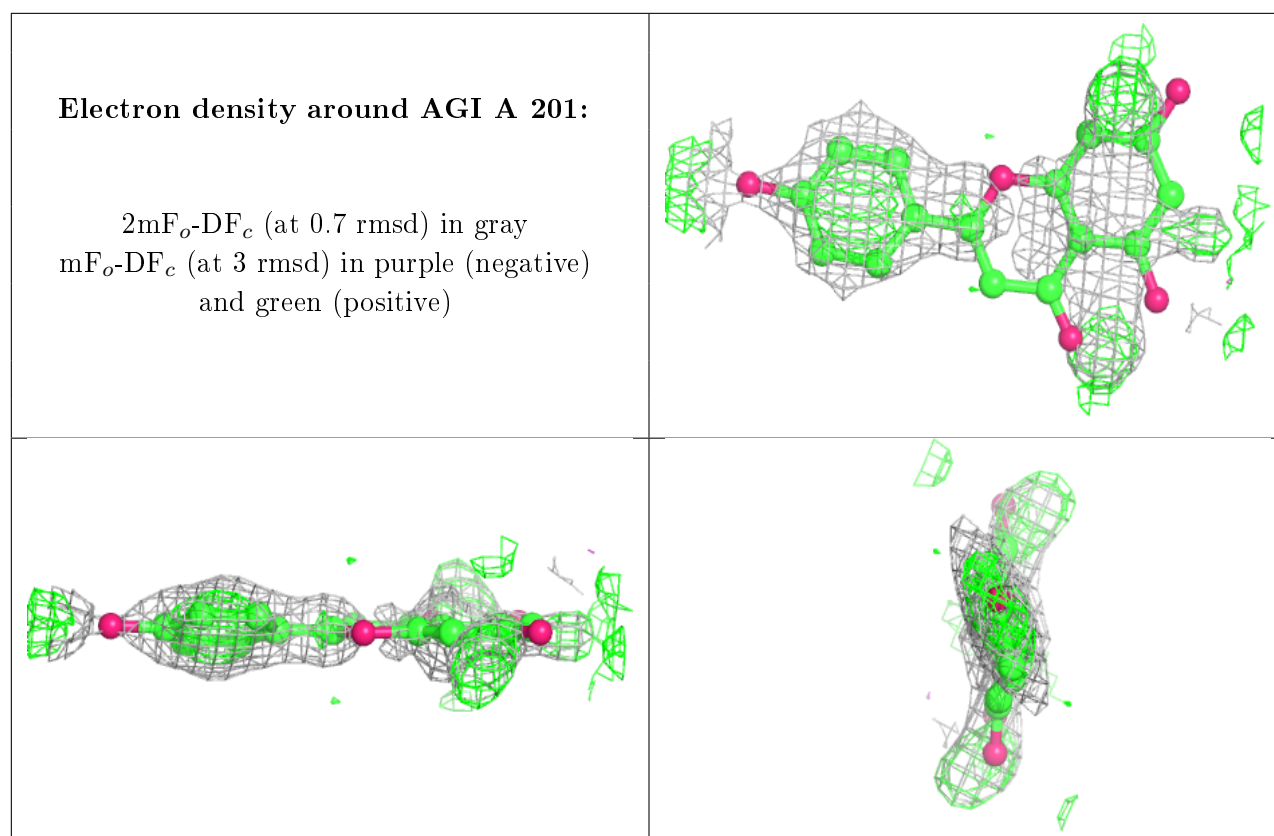 Electron density around AGI A 201:
2mFₒ-DF𝒸 (at 0.7 rmsd) in gray
mFₒ-DF𝒸 (at 3 rmsd) in purple (negative)
and green (positive)